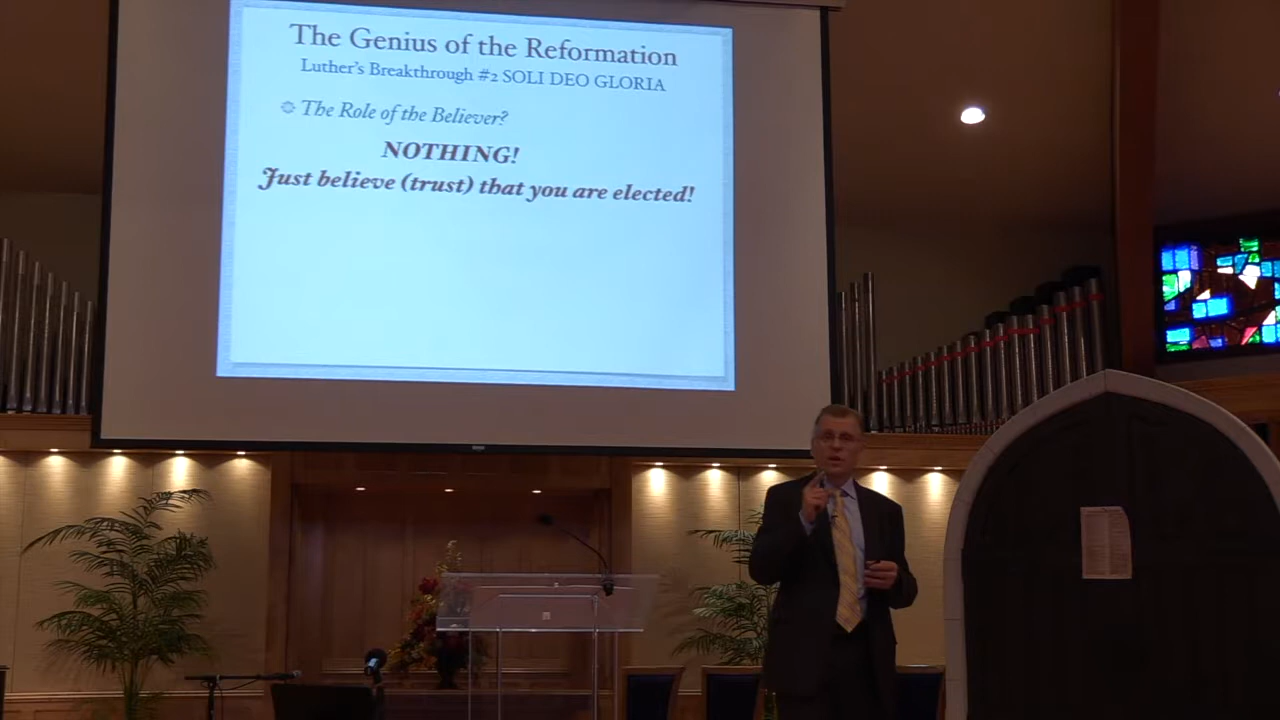 The Genius of the Reformation
Luther's Breakthrough #2 SOLI DEO GLORIA
The Role of the Believer?
NOTHING!
Just believe (trust) that you are elected!